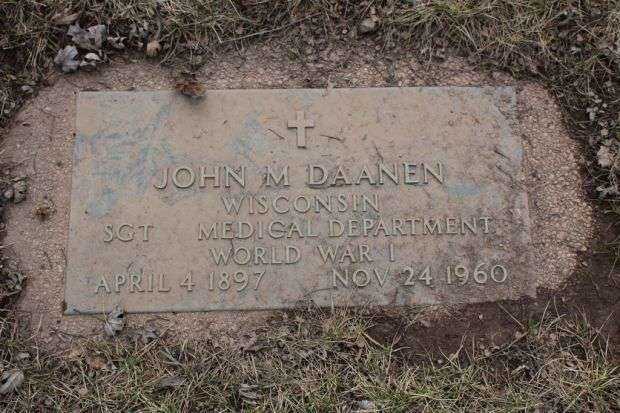 JOHN M DAANEN
WISCONSIN
SGT MEDICAL DEPARTMENT
WORLD WAR I
APRIL 4 1897 NOV 24 1960